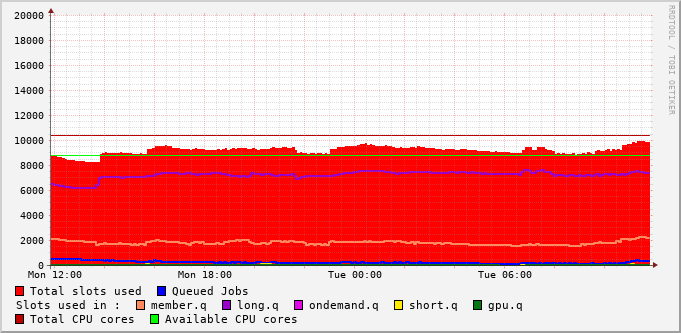 20000
18000
16000
14000
12000
10000
8000
6000
4000
2000
0
Mon 12:00 Mon 18:00 Tue 00:00 Tue 06:00
Total slots used Queued Jobs
Slots used in : member.q long.q ondemand.q short.q gpu.q
Total CPU cores Available CPU cores
RRDTOOL / TOBI OETIKER